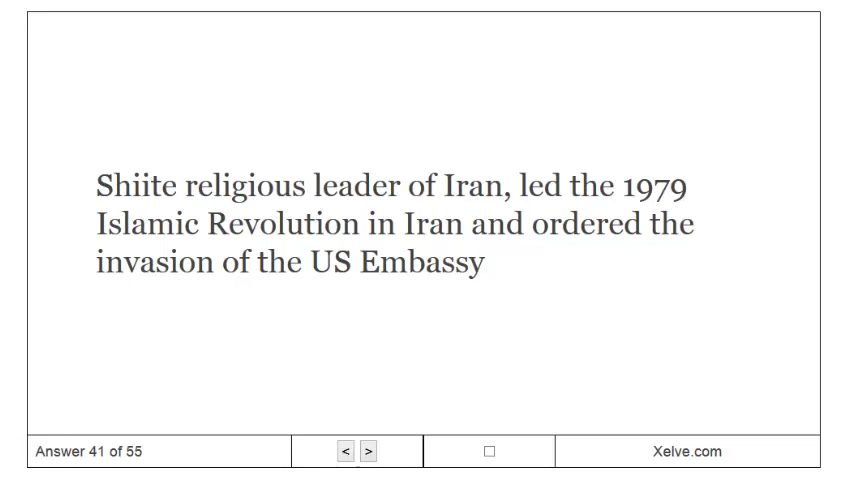 Shiite religious leader of Iran, led the 1979
Islamic Revolution in Iran and ordered the
invasion of the US Embassy
Answer 41 of 55 < > Xelve.com